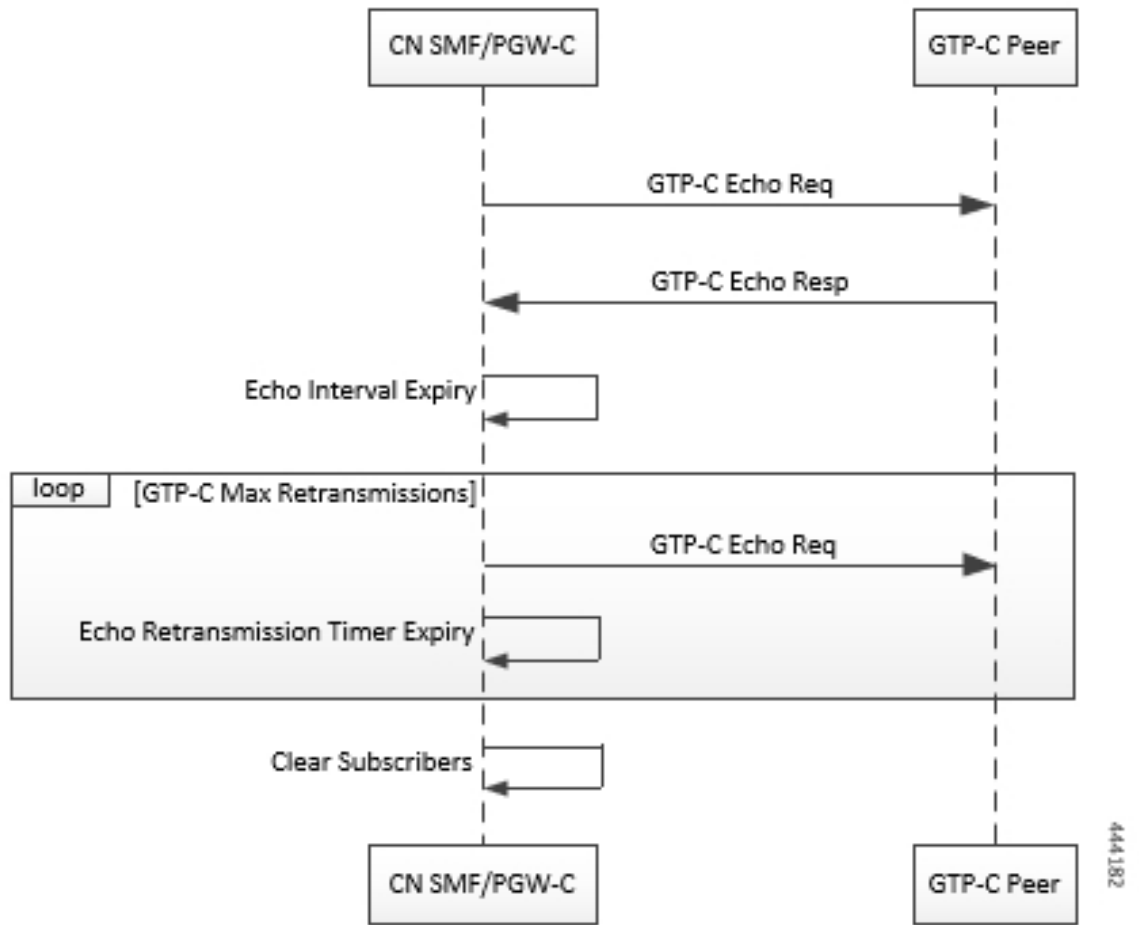 CN SMF/PGW-C
GTP-C Peer
GTP-C Echo Req
GTP-C Echo Resp
Echo Interval Expiry
loop
[GTP-C Max Retransmissions]
GTP-C Echo Req
Echo Retransmission Timer Expiry
Clear Subscribers
CN SMF/PGW-C
GTP-C Peer
444182